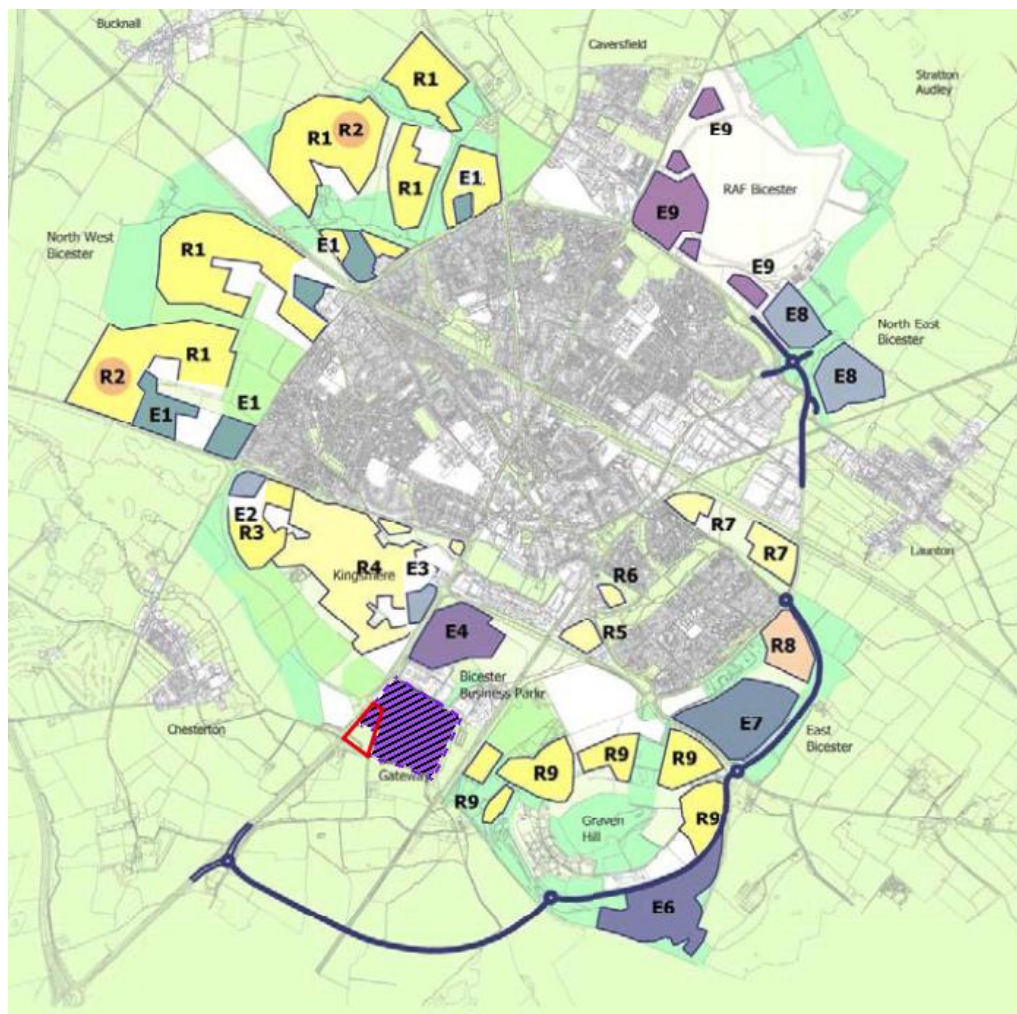 Bucknall
Caversfield
Stratton
Audley
R1
E9
R1
R2
RAF Bicester
R1
E1
E9
North West
Bicester
R1
E1
E9
E8
North East
Bicester
R1
R2
E8
E1
E1
E2
R3
R7
R7
Launton
R4
Kingsmere
E3
R6
E4
R5
R8
Bicester
Business Parkr
Chesterton
E7
East
Bicester
Gateway
R9
R9
R9
R9
R9
Graven
Hill
E6